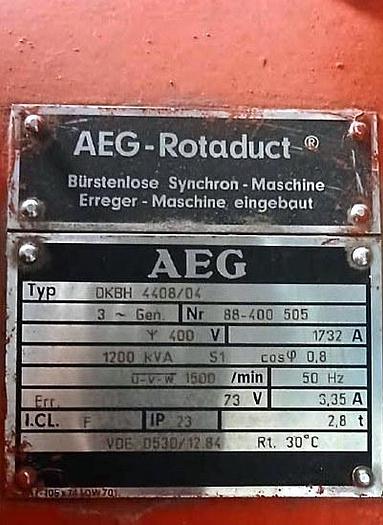 AEG-Rotaduct ®
Bürstenlose Synchron-Maschine
Erreger-Maschine eingebaut
AEG
Typ DKBH 4408/04
3 ~ Gen. Nr 88-400 505
Y 400 V 1732 A
1200 kVA S1 cosφ 0,8
U-V-W 1500 /min 50 Hz
Err. 73 V 3,35 A
I.CL. F IP 23 2,8 t
VDE 0530/12.84 Rt. 30°C